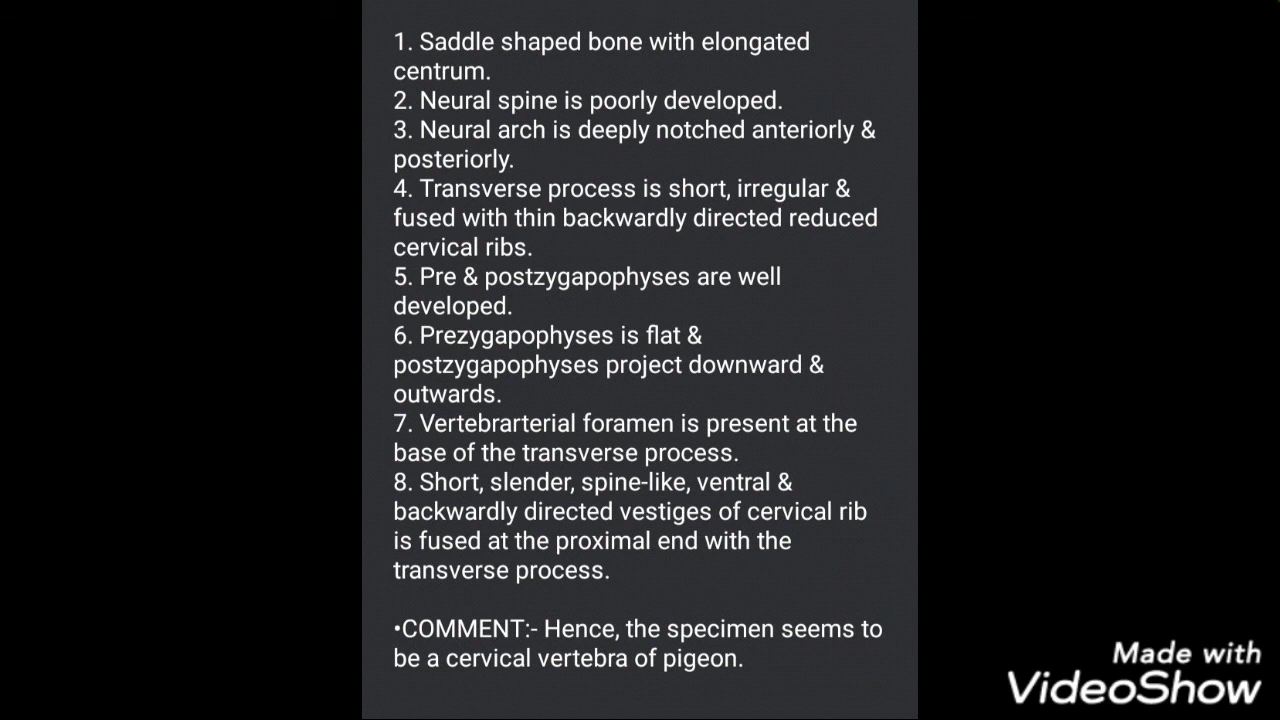 1. Saddle shaped bone with elongated
centrum.
2. Neural spine is poorly developed.
3. Neural arch is deeply notched anteriorly &
posteriorly.
4. Transverse process is short, irregular &
fused with thin backwardly directed reduced
cervical ribs.
5. Pre & postzygapophyses are well
developed.
6. Prezygapophyses is flat &
postzygapophyses project downward &
outwards.
7. Vertebrarterial foramen is present at the
base of the transverse process.
8. Short, slender, spine-like, ventral &
backwardly directed vestiges of cervical rib
is fused at the proximal end with the
transverse process.
•COMMENT:- Hence, the specimen seems to
be a cervical vertebra of pigeon.
Made with
VideoShow